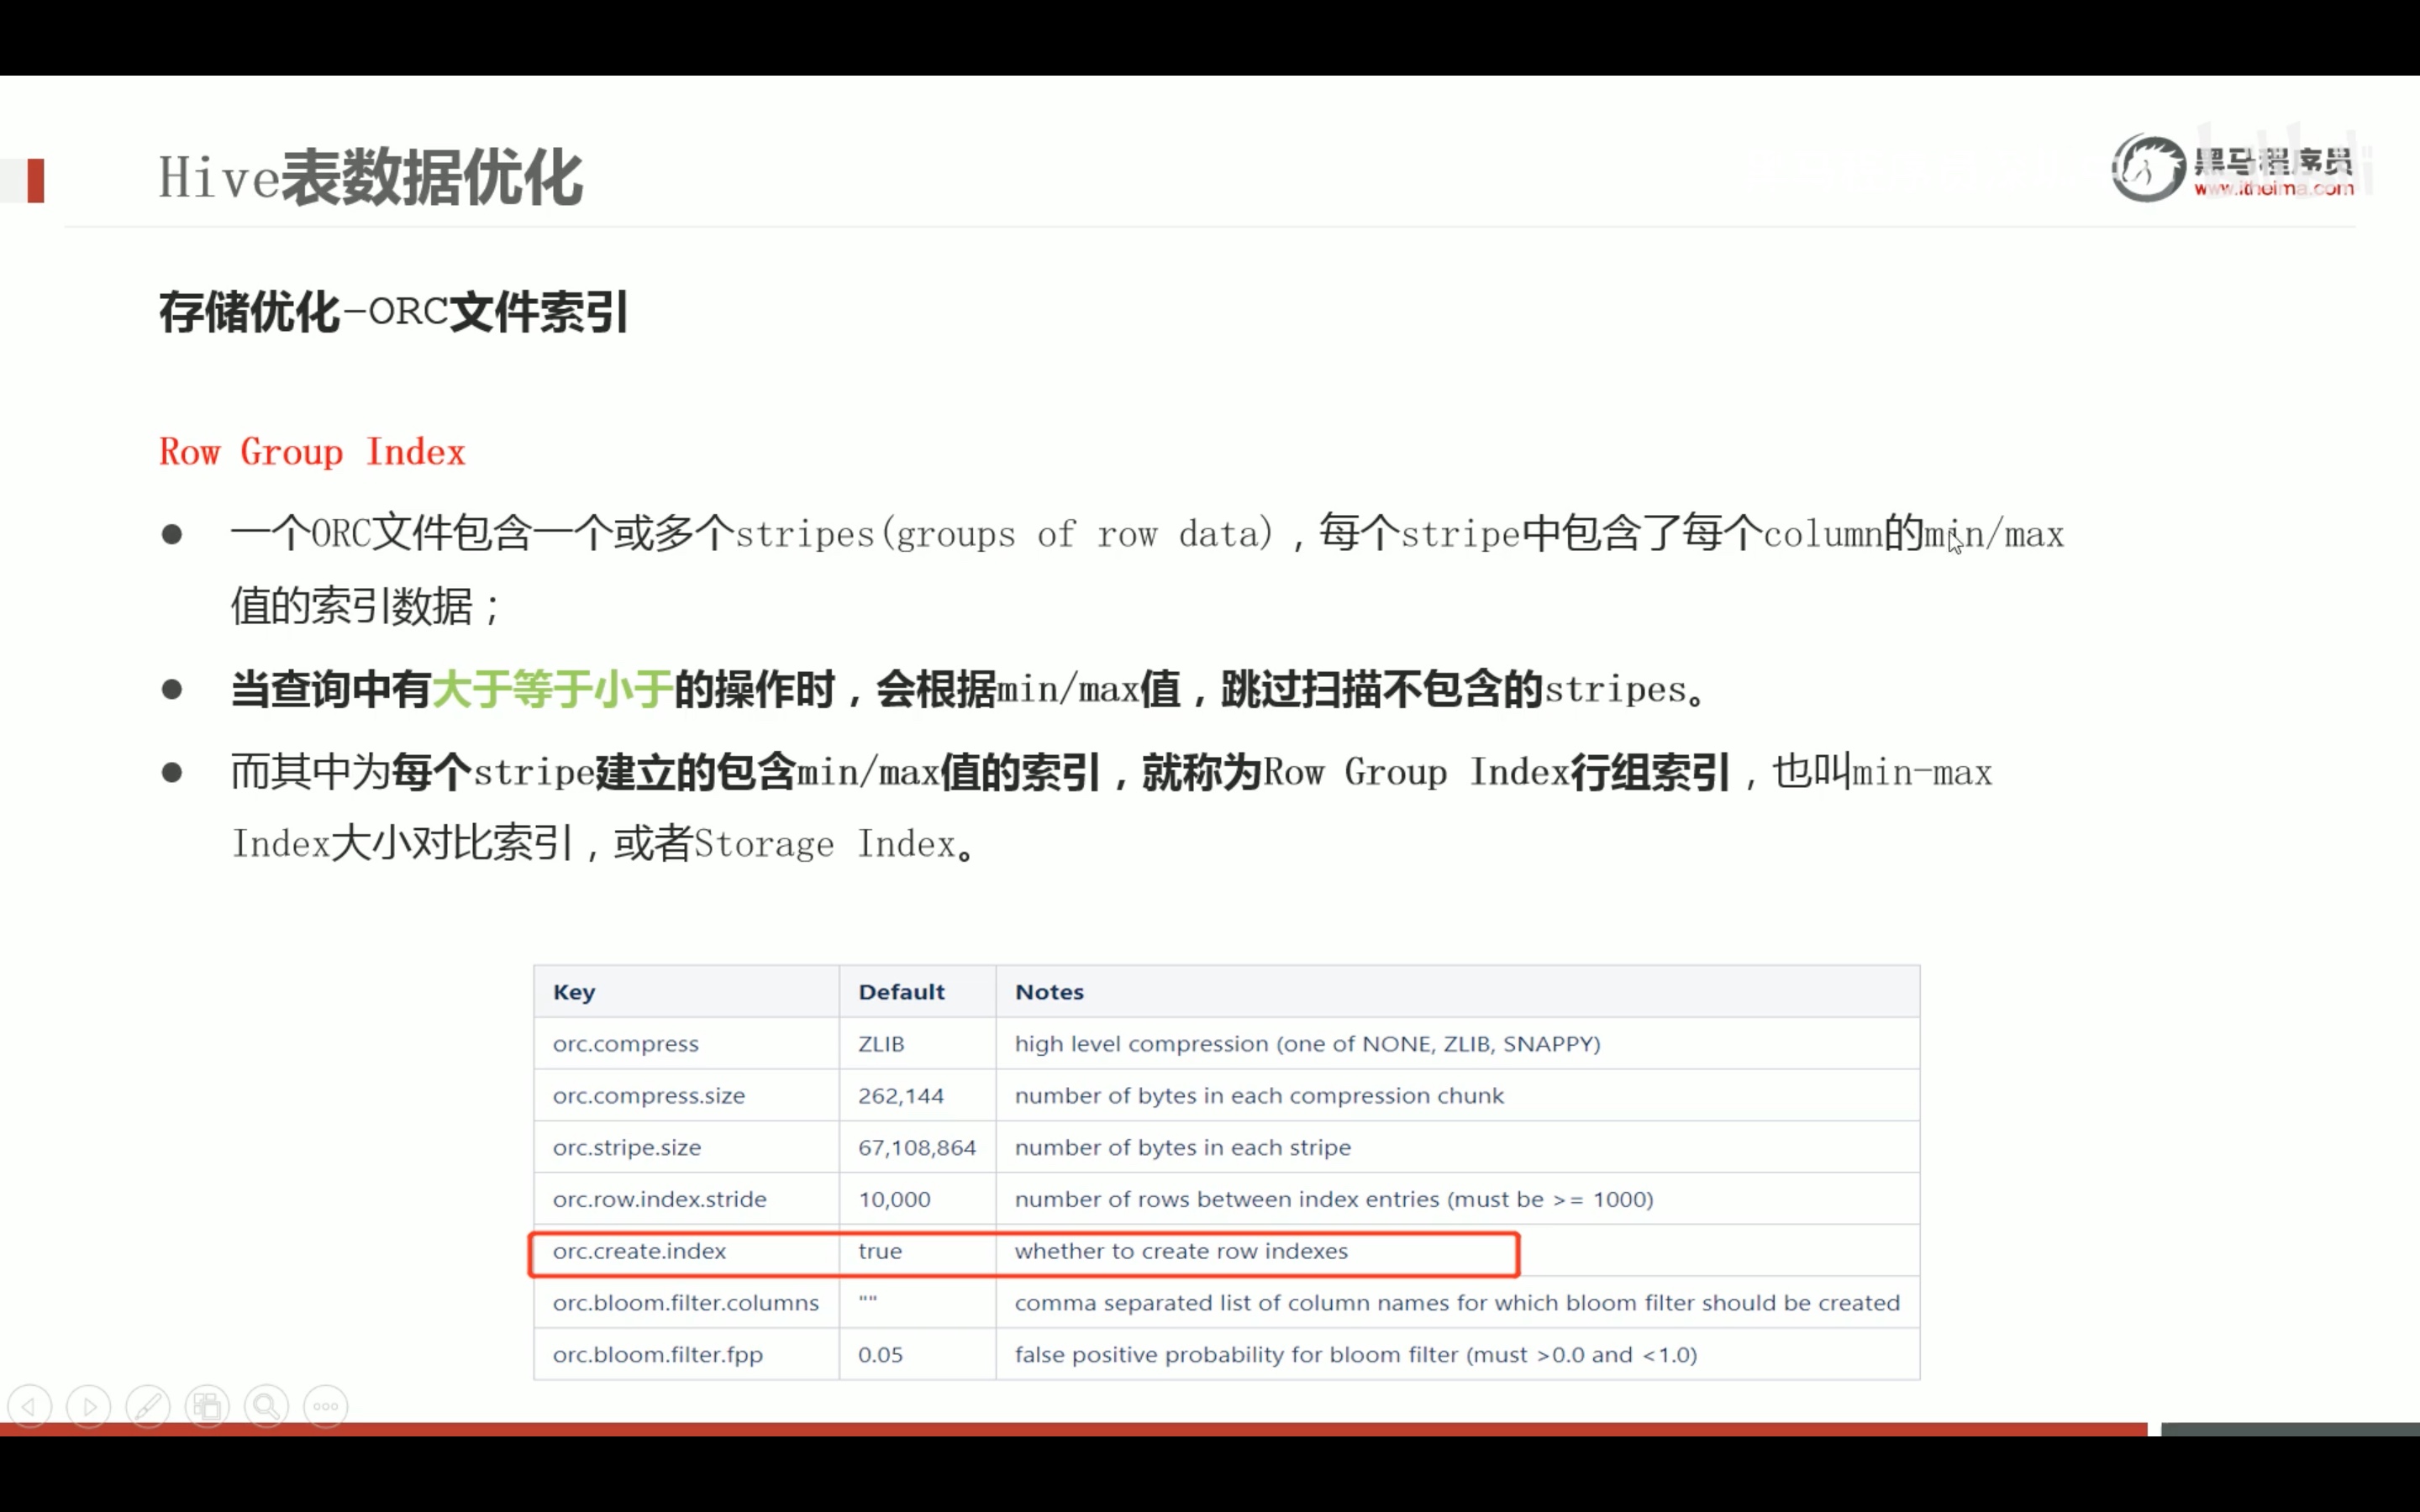 Hive表数据优化
黑马程序员
www.itheima.com
存储优化-ORC文件索引
Row Group Index
● 一个ORC文件包含一个或多个stripes(groups of row data)，每个stripe中包含了每个column的min/max
值的索引数据；
● 当查询中有大于等于小于的操作时，会根据min/max值，跳过扫描不包含的stripes。
● 而其中为每个stripe建立的包含min/max值的索引，就称为Row Group Index行组索引，也叫min-max
Index大小对比索引，或者Storage Index。
Key Default Notes
orc.compress ZLIB high level compression (one of NONE, ZLIB, SNAPPY)
orc.compress.size 262,144 number of bytes in each compression chunk
orc.stripe.size 67,108,864 number of bytes in each stripe
orc.row.index.stride 10,000 number of rows between index entries (must be >= 1000)
orc.create.index true whether to create row indexes
orc.bloom.filter.columns "" comma separated list of column names for which bloom filter should be created
orc.bloom.filter.fpp 0.05 false positive probability for bloom filter (must >0.0 and <1.0)